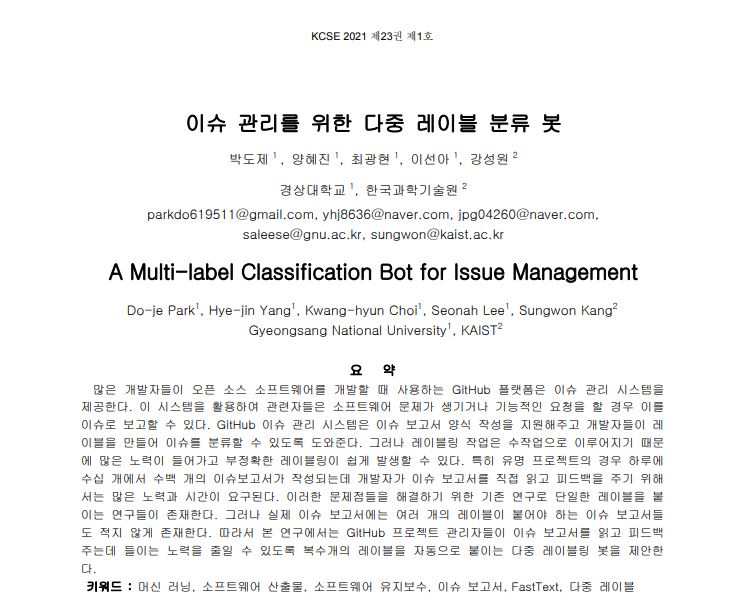 KCSE 2021 제23권 제1호
이슈 관리를 위한 다중 레이블 분류 봇
박도제 1, 양혜진 1, 최광현 1, 이선아 1, 강성원 2
경상대학교 1, 한국과학기술원 2
parkdo619511@gmail.com, yhj8636@naver.com, jpg04260@naver.com,
saleese@gnu.ac.kr, sungwon@kaist.ac.kr
A Multi-label Classification Bot for Issue Management
Do-je Park1, Hye-jin Yang1, Kwang-hyun Choi1, Seonah Lee1, Sungwon Kang2
Gyeongsang National University1, KAIST2
요 약
많은 개발자들이 오픈 소스 소프트웨어를 개발할 때 사용하는 GitHub 플랫폼은 이슈 관리 시스템을
제공한다. 이 시스템을 활용하여 관련자들은 소프트웨어 문제가 생기거나 기능적인 요청을 할 경우 이를
이슈로 보고할 수 있다. GitHub 이슈 관리 시스템은 이슈 보고서 양식 작성을 지원해주고 개발자들이 레
이블을 만들어 이슈를 분류할 수 있도록 도와준다. 그러나 레이블링 작업은 수작업으로 이루어지기 때문
에 많은 노력이 들어가고 부정확한 레이블링이 쉽게 발생할 수 있다. 특히 유명 프로젝트의 경우 하루에
수십 개에서 수백 개의 이슈보고서가 작성되는데 개발자가 이슈 보고서를 직접 읽고 피드백을 주기 위해
서는 많은 노력과 시간이 요구된다. 이러한 문제점들을 해결하기 위한 기존 연구로 단일한 레이블을 붙
이는 연구들이 존재한다. 그러나 실제 이슈 보고서에는 여러 개의 레이블이 붙어야 하는 이슈 보고서들
도 적지 않게 존재한다. 따라서 본 연구에서는 GitHub 프로젝트 관리자들이 이슈 보고서를 읽고 피드백
주는데 들이는 노력을 줄일 수 있도록 복수개의 레이블을 자동으로 붙이는 다중 레이블링 봇을 제안한
다.
키워드 : 머신 러닝, 소프트웨어 산출물, 소프트웨어 유지보수, 이슈 보고서, FastText, 다중 레이블